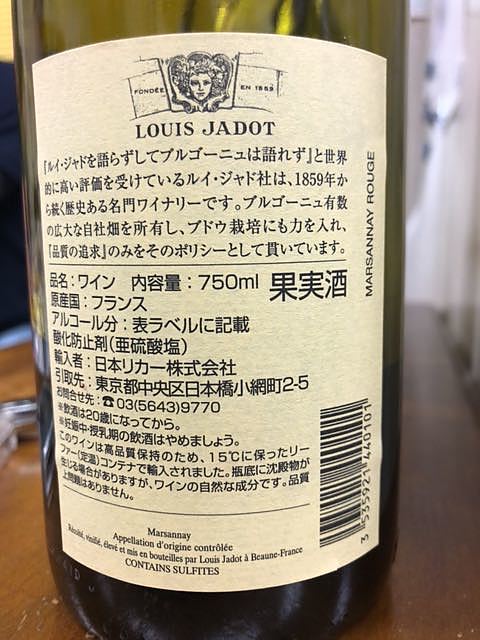 FONDÉE EN 1859
LOUIS JADOT
『ルイ・ジャドを語らずしてブルゴーニュは語れず』と世界
的に高い評価を受けているルイ・ジャド社は、1859年か
ら続く歴史ある名門ワイナリーです。ブルゴーニュ有数
の広大な自社畑を所有し、ブドウ栽培にも力を入れ、
『品質の追求』のみをそのポリシーとして貫いています。
品名：ワイン 内容量：750ml 果実酒
原産国：フランス
アルコール分：表ラベルに記載
酸化防止剤(亜硫酸塩)
輸入者：日本リカー株式会社
引取先：東京都中央区日本橋小網町2-5
お問合せ先：☎03(5643)9770
※飲酒は20歳になってから。
※妊娠中・授乳期の飲酒はやめましょう。
このワインは高品質保持のため、15℃に保ったリー
ファー(定温)コンテナで輸入されました。瓶底に沈殿物が
生じる場合がありますが、ワインの自然な成分です。品質
上問題はありません。
MARSANNAY ROUGE
3 535921 440101
Marsannay
Appellation d'origine contrôlée
Récolté, vinifié, élevé et mis en bouteilles par Louis Jadot à Beaune-France
CONTAINS SULFITES